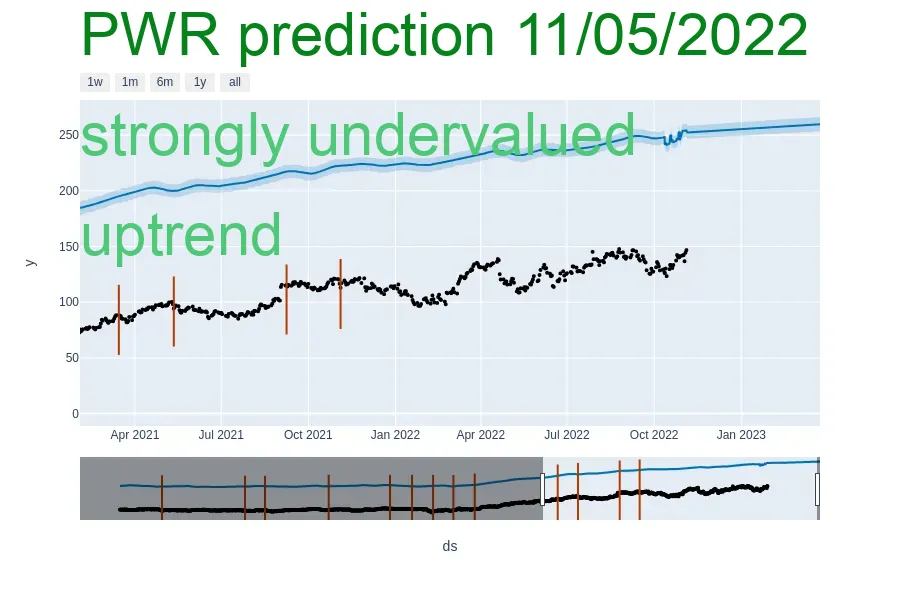 PWR prediction 11/05/2022
1w 1m 6m 1y all
strongly undervalued
uptrend
250
200
150
100
50
0
y
Apr 2021 Jul 2021 Oct 2021 Jan 2022 Apr 2022 Jul 2022 Oct 2022 Jan 2023
ds